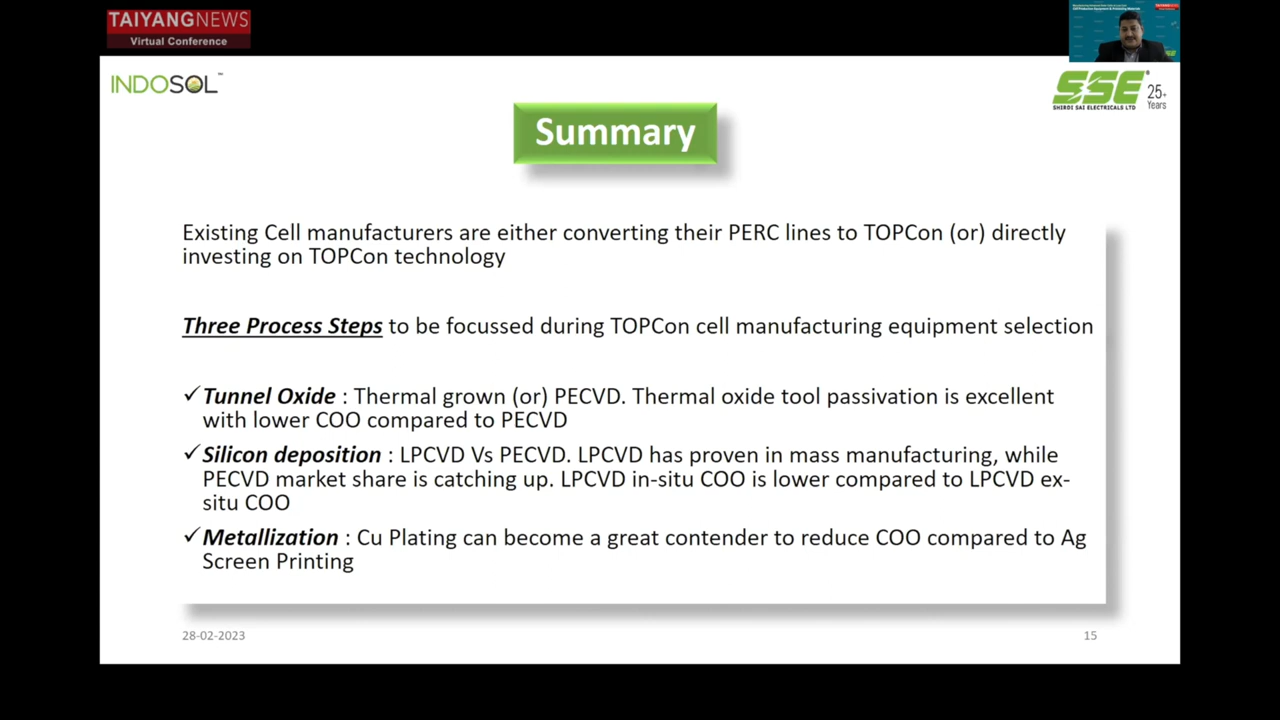 TAIYANGNEWS
Virtual Conference
INDOSOL™
SSE®
SHIRDI SAI ELECTRICALS LTD
25+
Years
Summary
Existing Cell manufacturers are either converting their PERC lines to TOPCon (or) directly
investing on TOPCon technology
Three Process Steps to be focussed during TOPCon cell manufacturing equipment selection
✓Tunnel Oxide : Thermal grown (or) PECVD. Thermal oxide tool passivation is excellent
with lower COO compared to PECVD
✓Silicon deposition : LPCVD Vs PECVD. LPCVD has proven in mass manufacturing, while
PECVD market share is catching up. LPCVD in-situ COO is lower compared to LPCVD ex-
situ COO
✓Metallization : Cu Plating can become a great contender to reduce COO compared to Ag
Screen Printing
28-02-2023
15